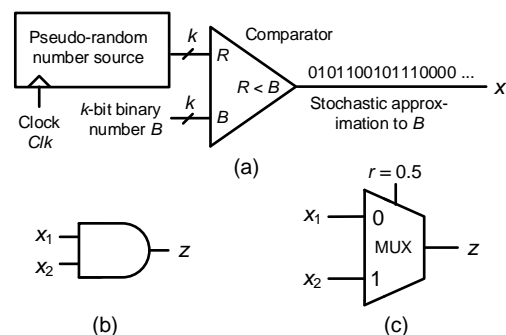 Pseudo-random
number source
k
R
Comparator
R < B
0101100101110000 ...
x
Stochastic approx-
imation to B
Clock
Clk
k-bit binary
number B
k
B
(a)
x1
x2
z
(b)
r = 0.5
x1
0
MUX
x2
1
z
(c)